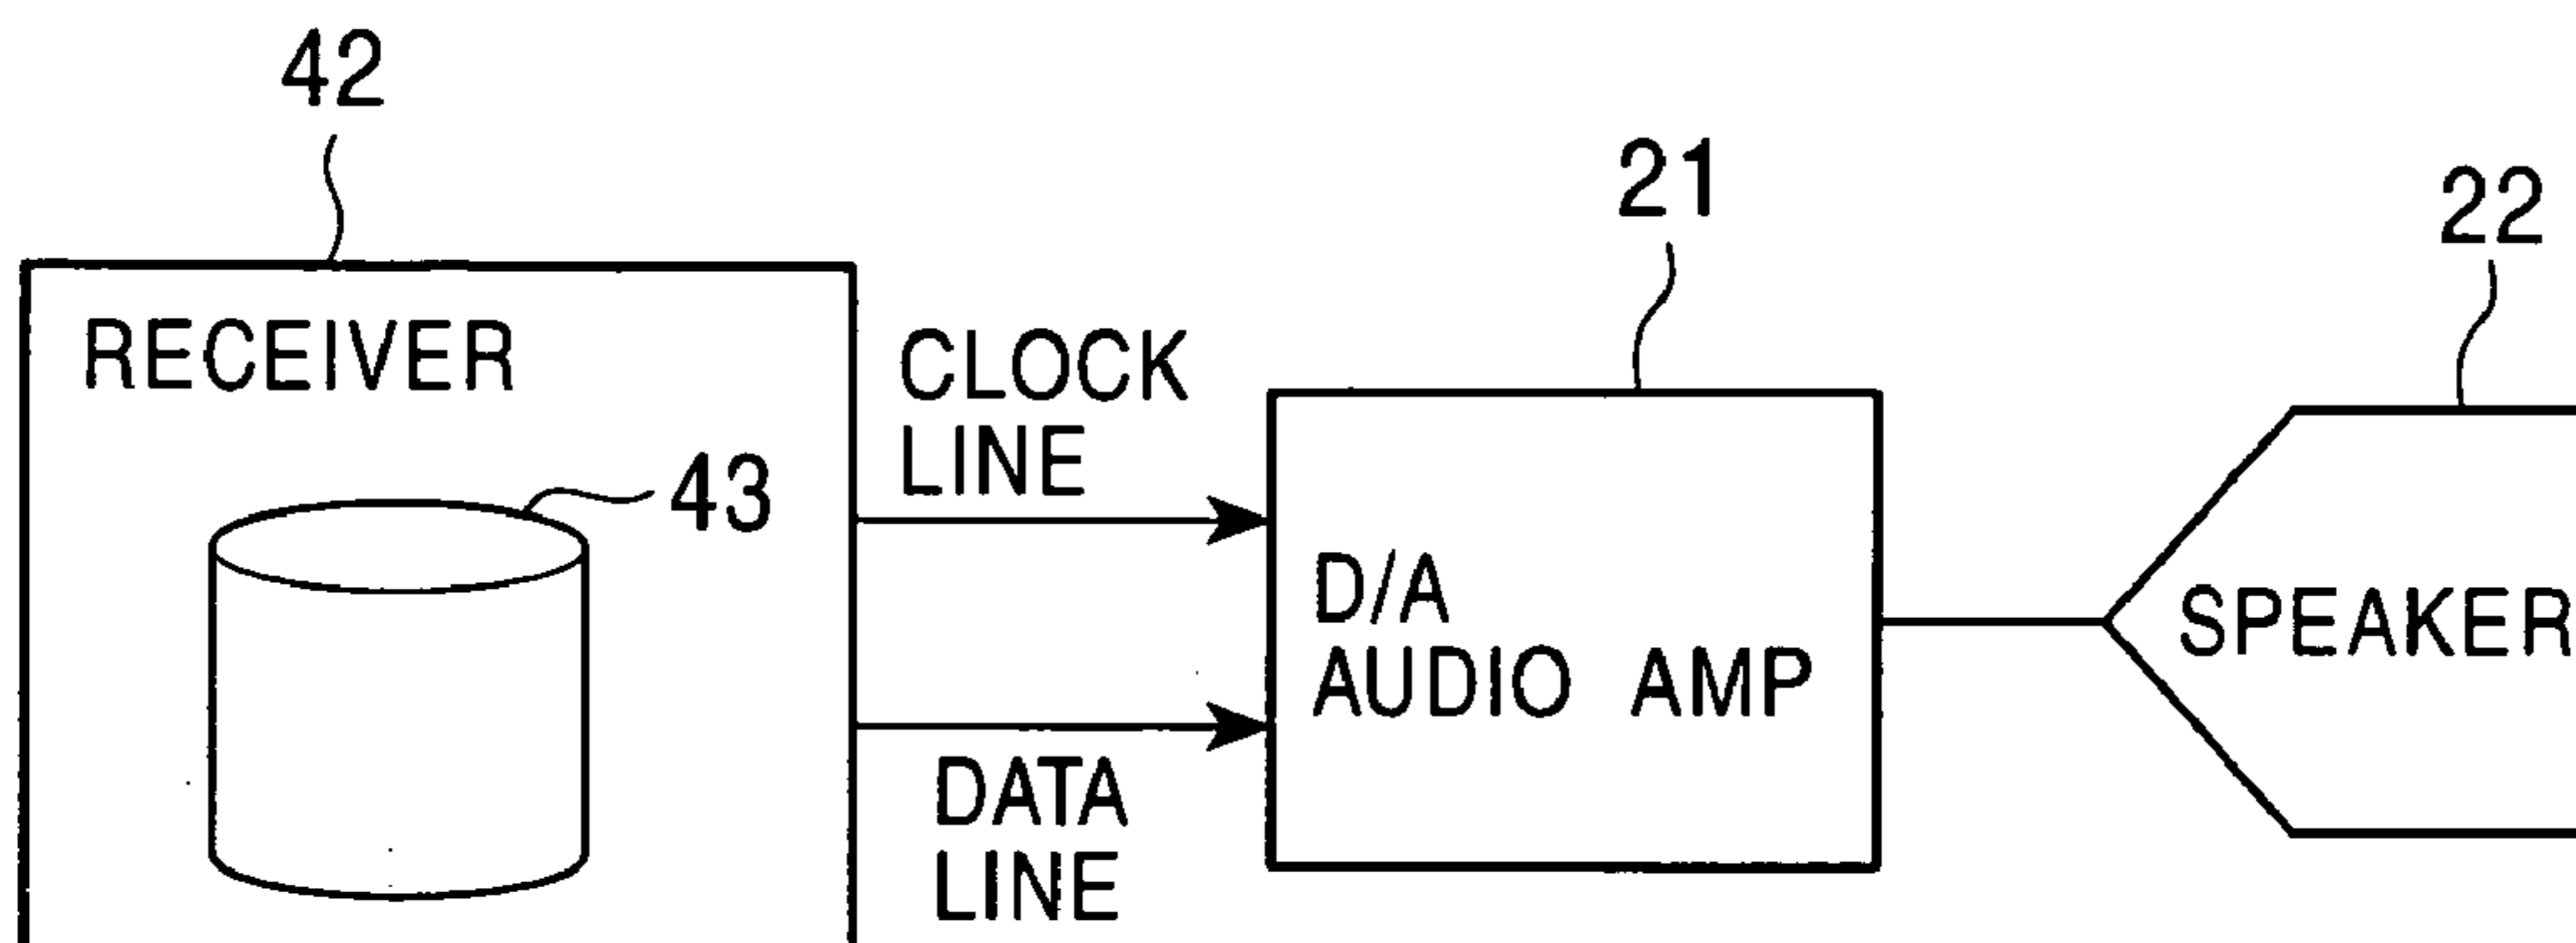 42
21
22
RECEIVER
CLOCK
LINE
43
D/A
AUDIO AMP
SPEAKER
DATA
LINE